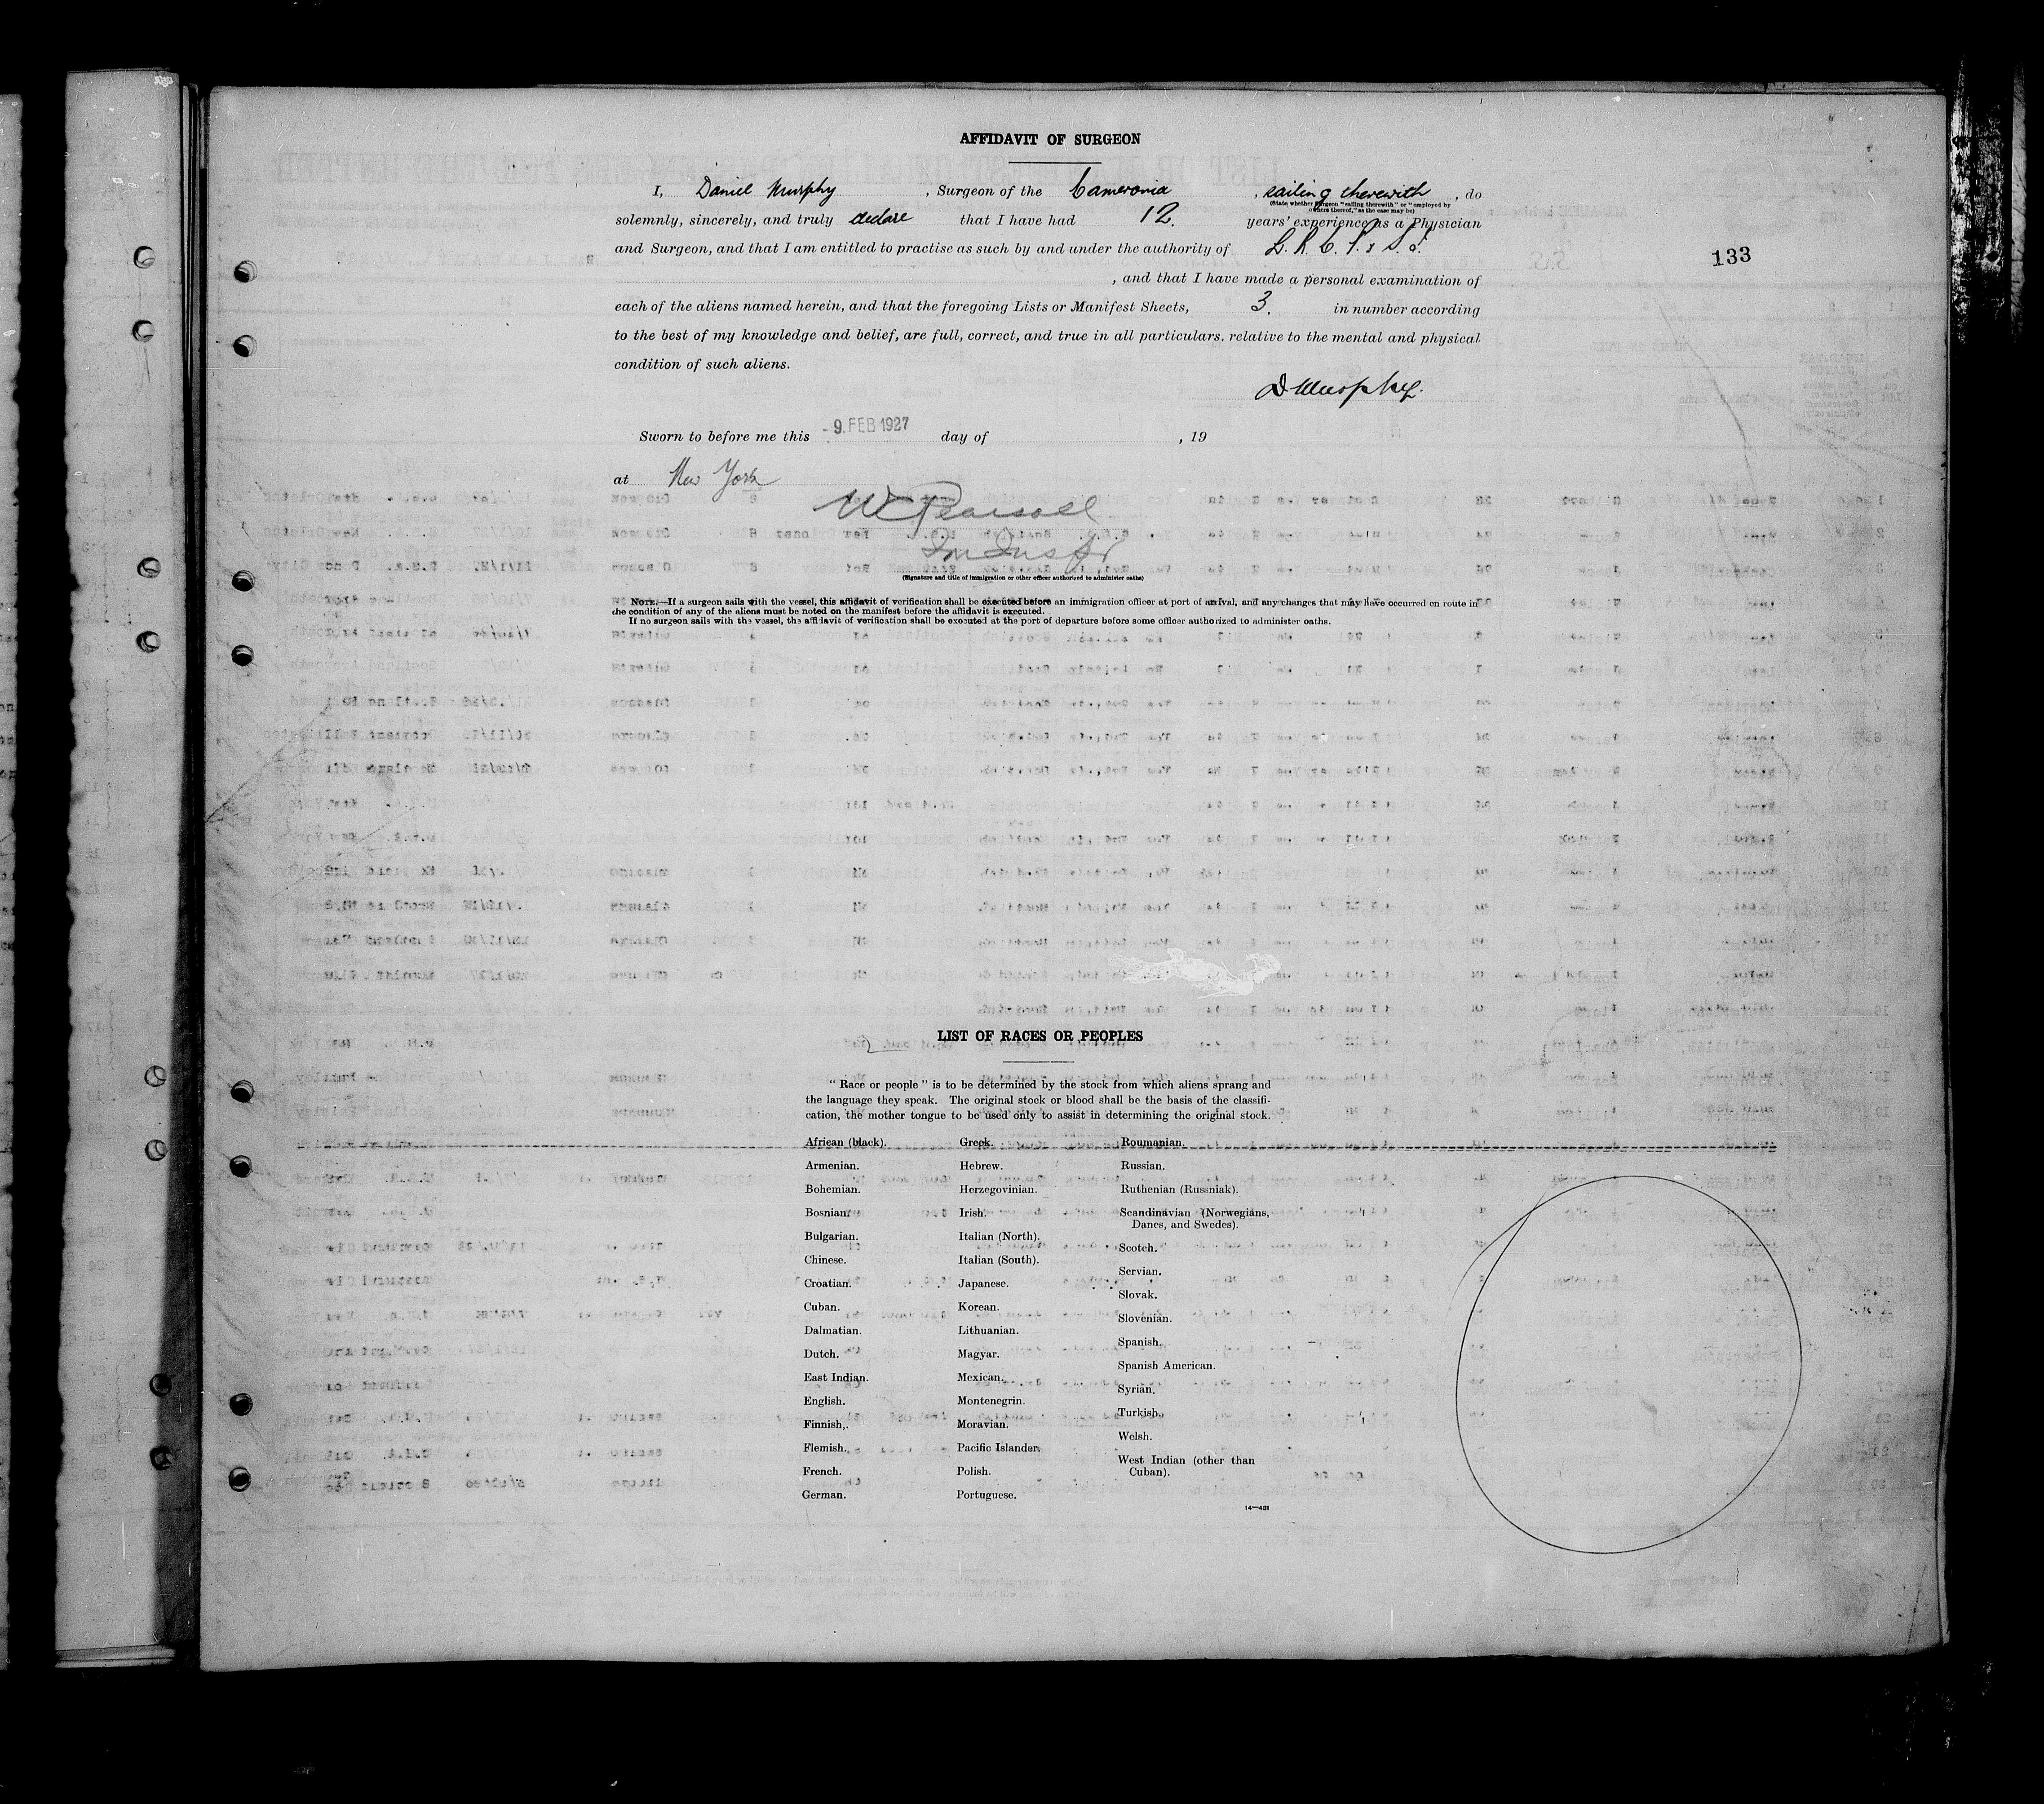 AFFIDAVIT OF SURGEON
I, Daniel Murphy, Surgeon of the Cameronia, sailing therewith, do
(State whether Surgeon "sailing therewith" or "employed by owners thereof," as the case may be)
solemnly, sincerely, and truly declare that I have had 12. years' experience as a Physician
and Surgeon, and that I am entitled to practise as such by and under the authority of L. R. C. P. & S. I.
133
, and that I have made a personal examination of
each of the aliens named herein, and that the foregoing Lists or Manifest Sheets, 3. in number according
to the best of my knowledge and belief, are full, correct, and true in all particulars, relative to the mental and physical
condition of such aliens.
D Murphy.
Sworn to before me this -9. FEB 1927 day of , 19
at New York
W C Pearsall
Im Inspr
(Signature and title of immigration or other officer authorized to administer oaths)
NOTE.—If a surgeon sails with the vessel, this affidavit of verification shall be executed before an immigration officer at port of arrival, and any changes that may have occurred en route in
the condition of any of the aliens must be noted on the manifest before the affidavit is executed.
If no surgeon sails with the vessel, the affidavit of verification shall be executed at the port of departure before some officer authorized to administer oaths.
LIST OF RACES OR PEOPLES
" Race or people " is to be determined by the stock from which aliens sprang and
the language they speak. The original stock or blood shall be the basis of the classifi-
cation, the mother tongue to be used only to assist in determining the original stock.
African (black).
Armenian.
Bohemian.
Bosnian.
Bulgarian.
Chinese.
Croatian.
Cuban.
Dalmatian.
Dutch.
East Indian.
English.
Finnish.
Flemish.
French.
German.
Greek.
Hebrew.
Herzegovinian.
Irish.
Italian (North).
Italian (South).
Japanese.
Korean.
Lithuanian.
Magyar.
Mexican.
Montenegrin.
Moravian.
Pacific Islander.
Polish.
Portuguese.
Roumanian.
Russian.
Ruthenian (Russniak).
Scandinavian (Norwegians,
Danes, and Swedes).
Scotch.
Servian.
Slovak.
Slovenian.
Spanish.
Spanish American.
Syrian.
Turkish.
Welsh.
West Indian (other than
Cuban).
14—431